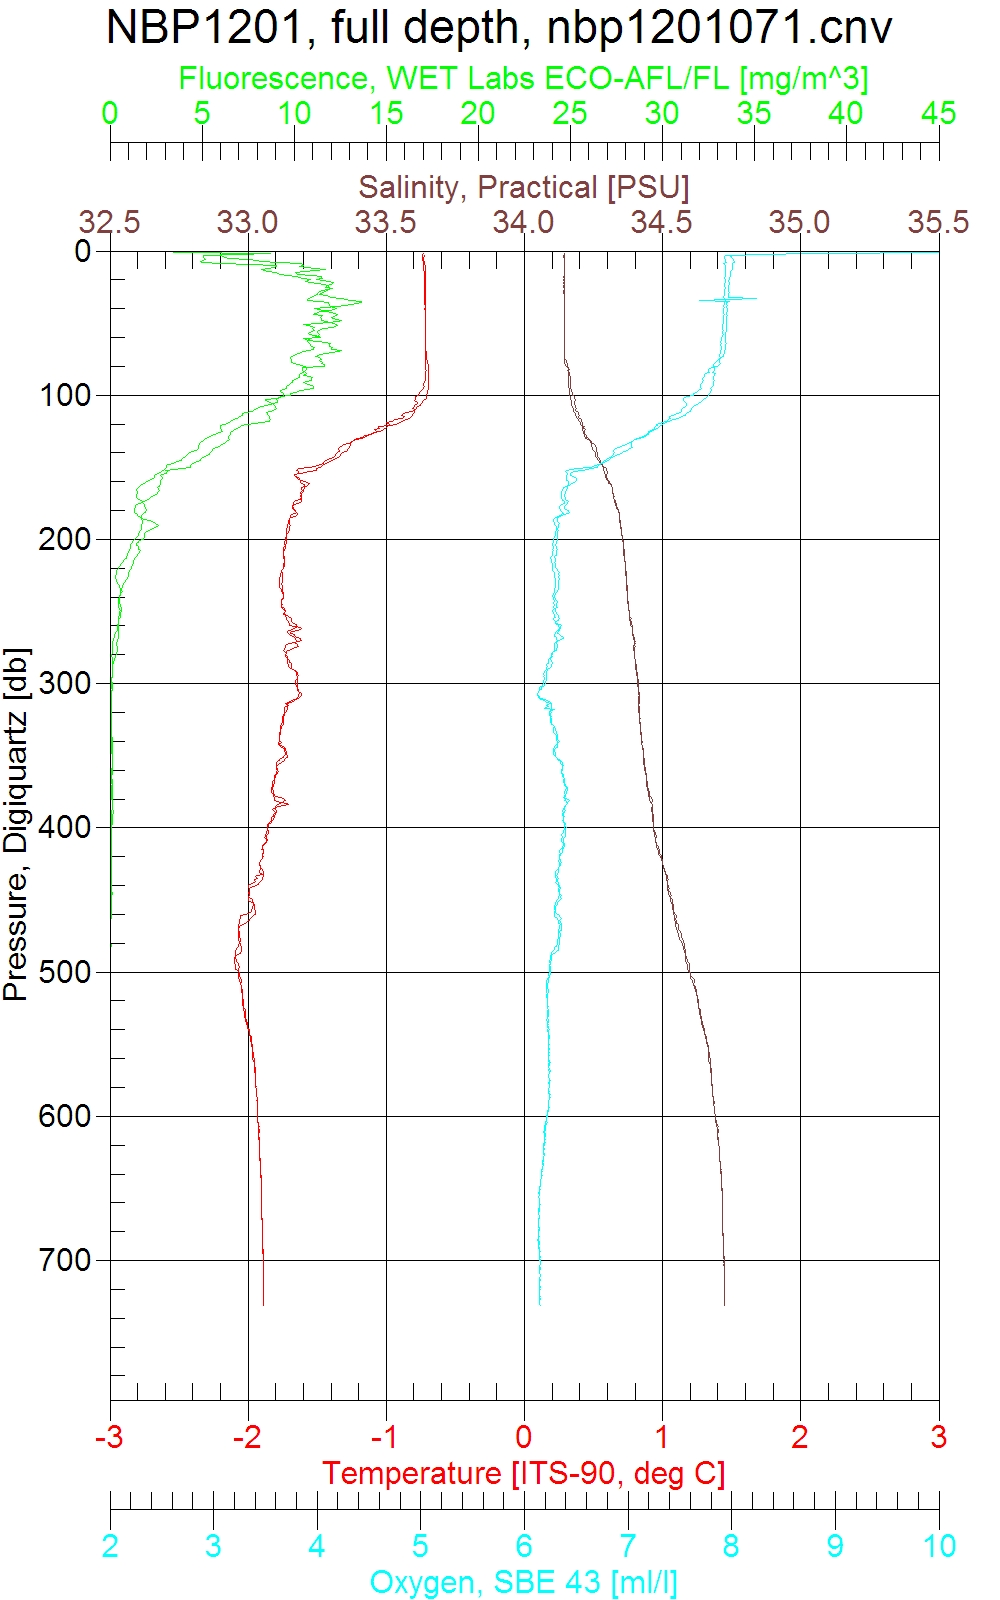 NBP1201, full depth, nbp1201071.cnv
Fluorescence, WET Labs ECO-AFL/FL [mg/m^3]
0 5 10 15 20 25 30 35 40 45
Salinity, Practical [PSU]
32.5 33.0 33.5 34.0 34.5 35.0 35.5
0
100
200
300
400
500
600
700
Pressure, Digiquartz [db]
-3 -2 -1 0 1 2 3
Temperature [ITS-90, deg C]
2 3 4 5 6 7 8 9 10
Oxygen, SBE 43 [ml/l]